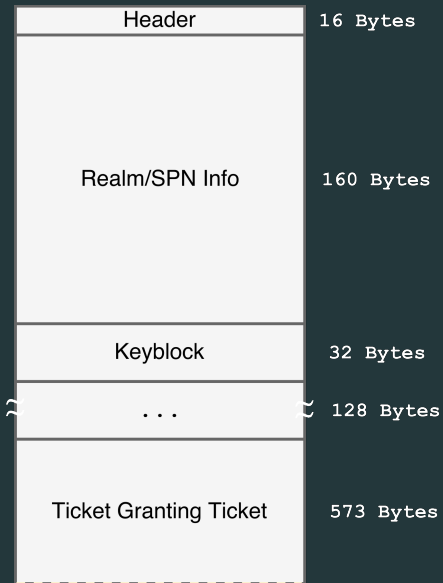 Header 16 Bytes
Realm/SPN Info 160 Bytes
Keyblock 32 Bytes
... 128 Bytes
Ticket Granting Ticket 573 Bytes